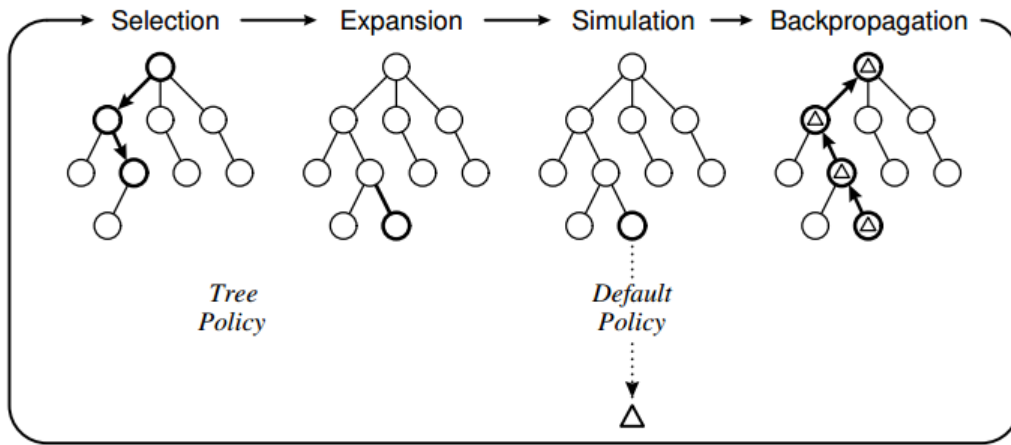 Selection
Expansion
Simulation
Backpropagation
Tree
Policy
Default
Policy